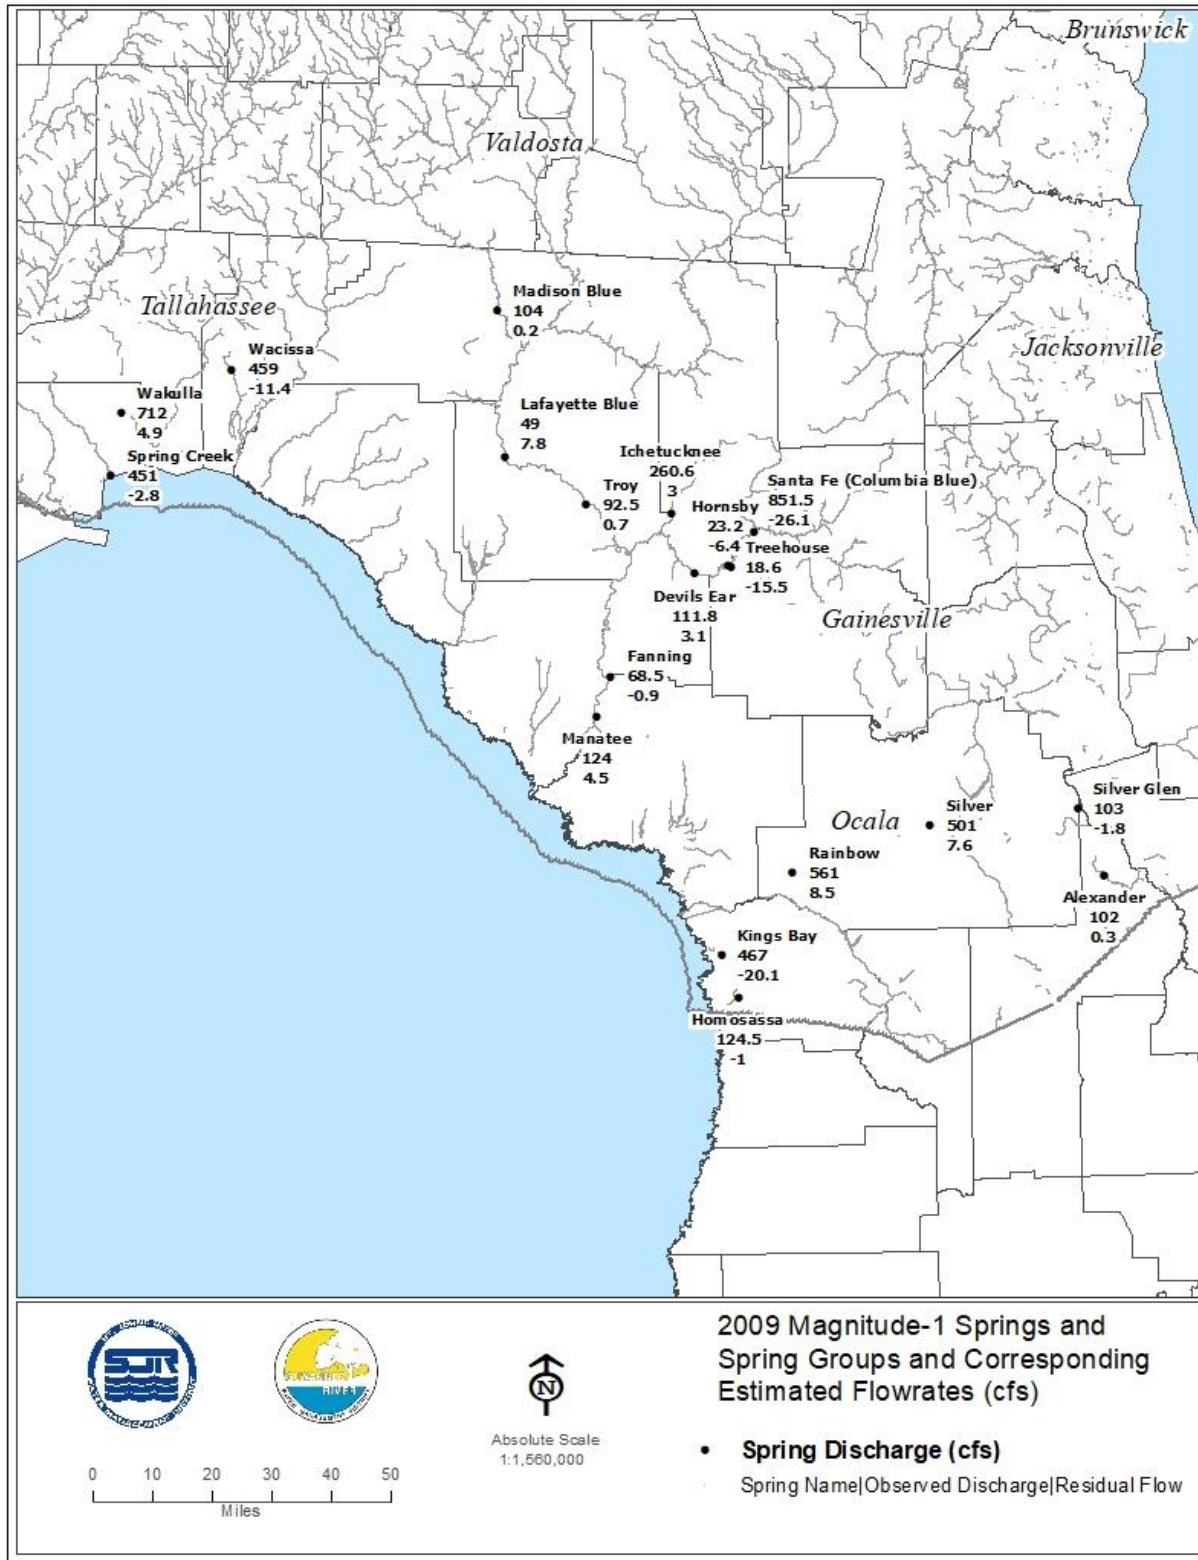 Brunswick
Valdosta
Tallahassee
Jacksonville
Madison Blue
104
0.2
Wacissa
459
-11.4
Wakulla
712
4.9
Spring Creek
451
-2.8
Lafayette Blue
49
7.8
Ichetucknee
260.6
3
Troy
92.5
0.7
Santa Fe (Columbia Blue)
851.5
-26.1
Hornsby
23.2
-6.4
Treehouse
18.6
-15.5
Devils Ear
111.8
3.1
Gainesville
Fanning
68.5
-0.9
Manatee
124
4.5
Ocala
Silver
501
7.6
Silver Glen
103
-1.8
Rainbow
561
8.5
Alexander
102
0.3
Kings Bay
467
-20.1
Homosassa
124.5
-1
SJR
RIVER
N
Absolute Scale
1:1,560,000
0 10 20 30 40 50
Miles
2009 Magnitude-1 Springs and
Spring Groups and Corresponding
Estimated Flowrates (cfs)
Spring Discharge (cfs)
Spring Name|Observed Discharge|Residual Flow